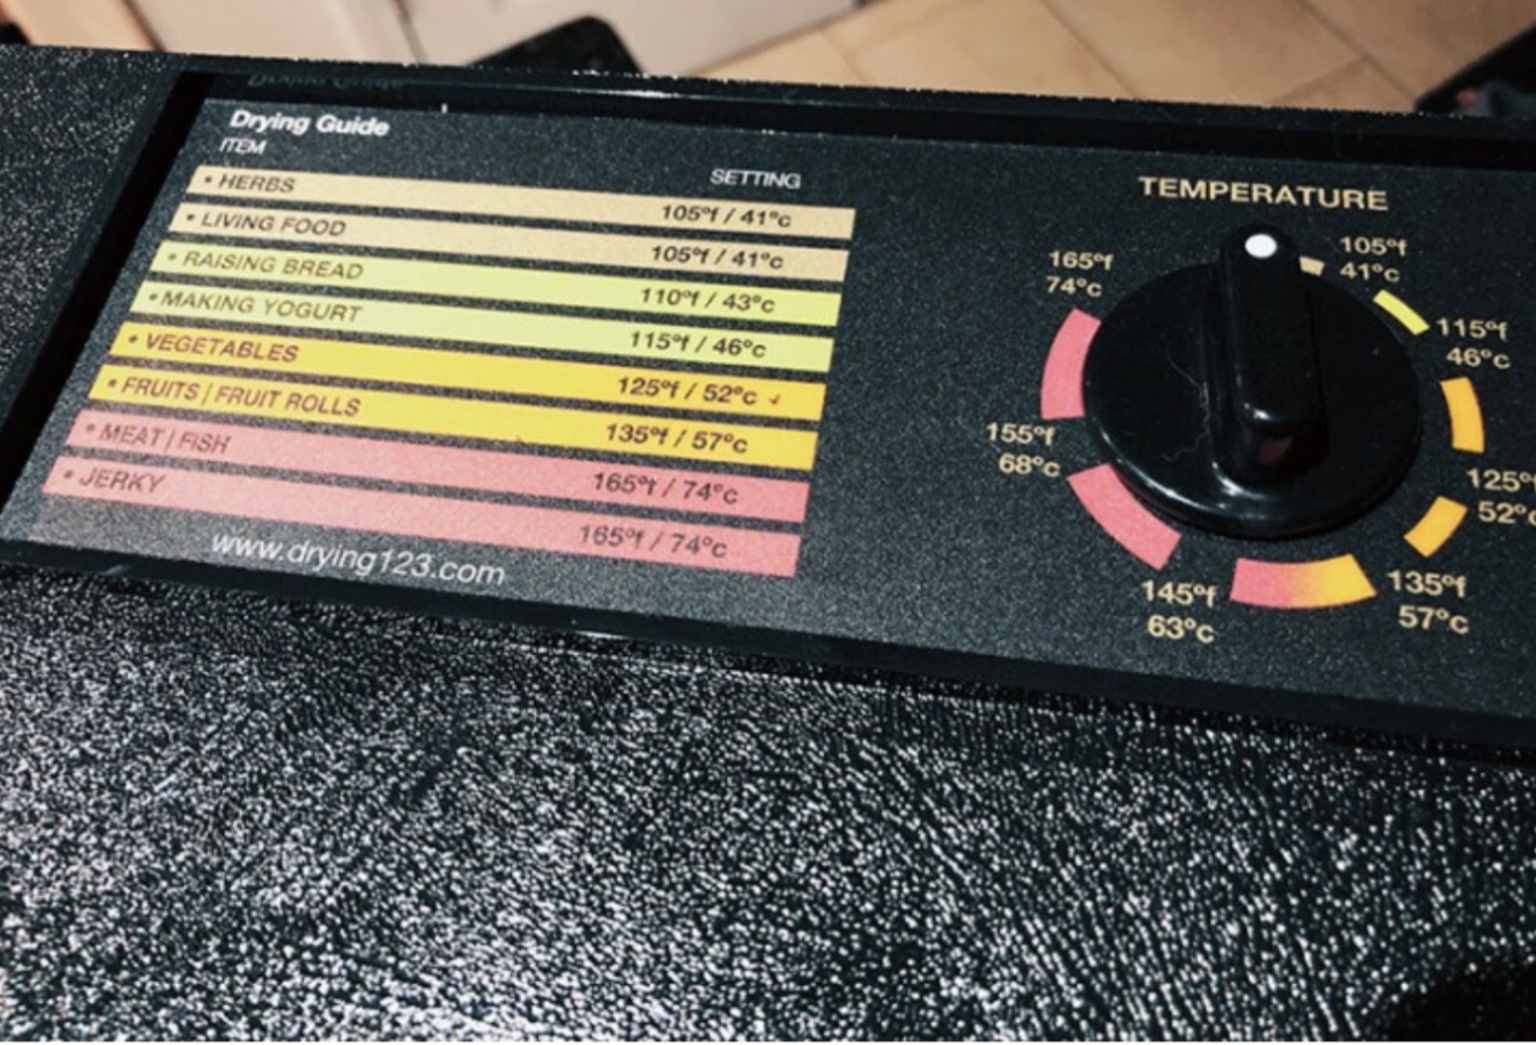 Drying Guide
ITEM SETTING
• HERBS 105°f / 41°c
• LIVING FOOD 105°f / 41°c
• RAISING BREAD 110°f / 43°c
• MAKING YOGURT 115°f / 46°c
• VEGETABLES 125°f / 52°c
• FRUITS | FRUIT ROLLS 135°f / 57°c
• MEAT | FISH 165°f / 74°c
• JERKY 165°f / 74°c
www.drying123.com
TEMPERATURE
105°f
41°c
115°f
46°c
125°f
52°c
135°f
57°c
145°f
63°c
155°f
68°c
165°f
74°c